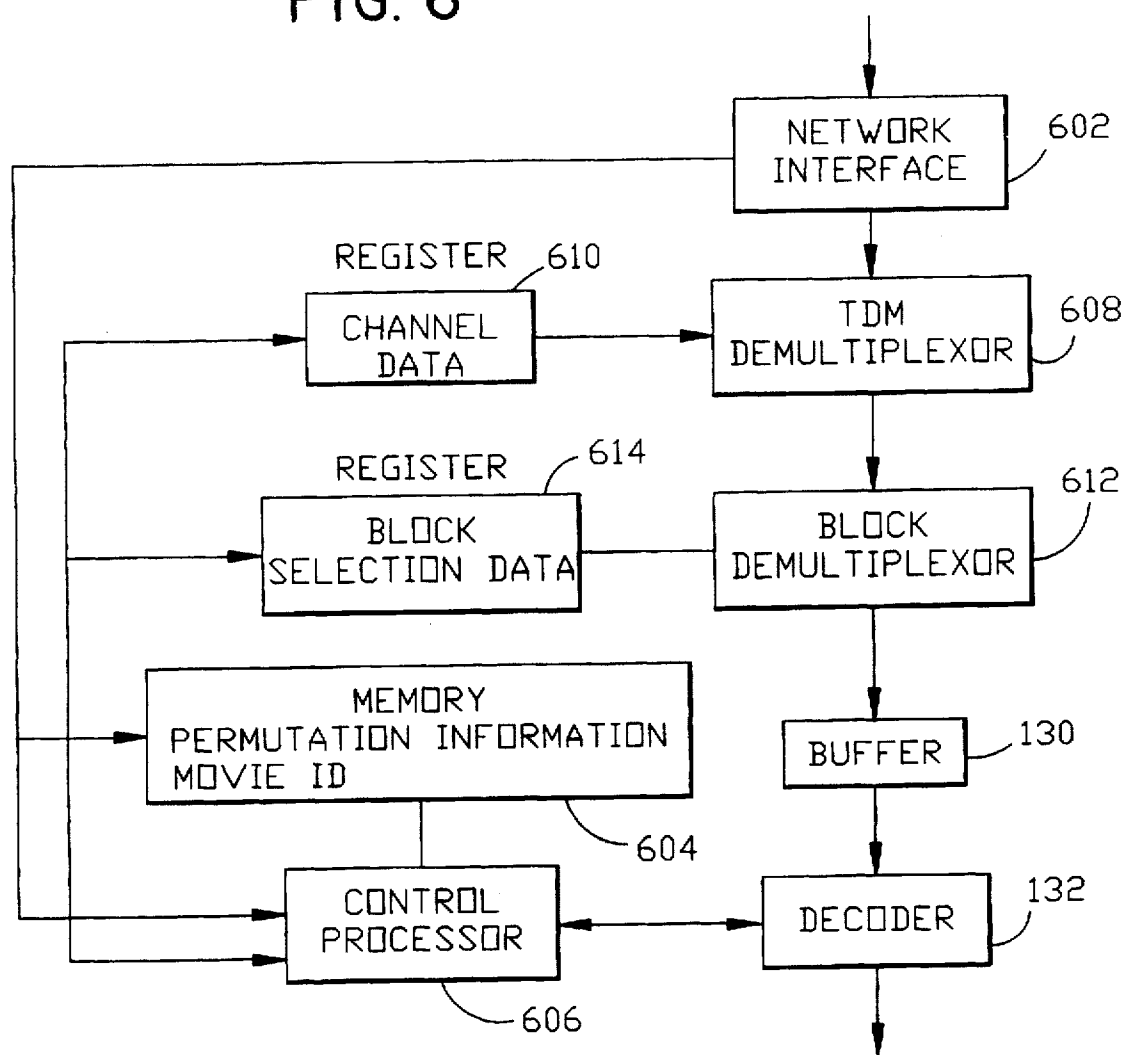 FIG. 6
NETWORK
INTERFACE
602
REGISTER
610
CHANNEL
DATA
TDM
DEMULTIPLEXOR
608
REGISTER
614
BLOCK
SELECTION DATA
BLOCK
DEMULTIPLEXOR
612
MEMORY
PERMUTATION INFORMATION
MOVIE ID
604
BUFFER
130
CONTROL
PROCESSOR
606
DECODER
132